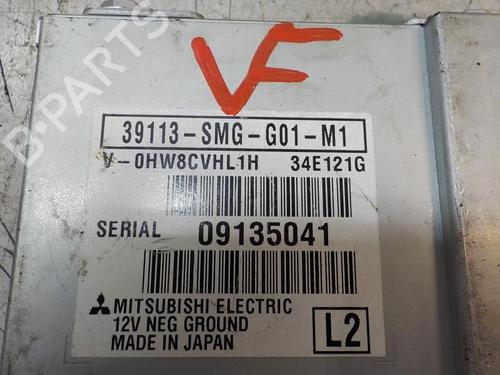 B-PARTS
VF
39113-SMG-G01-M1
V-0HW8CVHL1H 34E121G
SERIAL 09135041
MITSUBISHI ELECTRIC
12V NEG GROUND
MADE IN JAPAN
L2